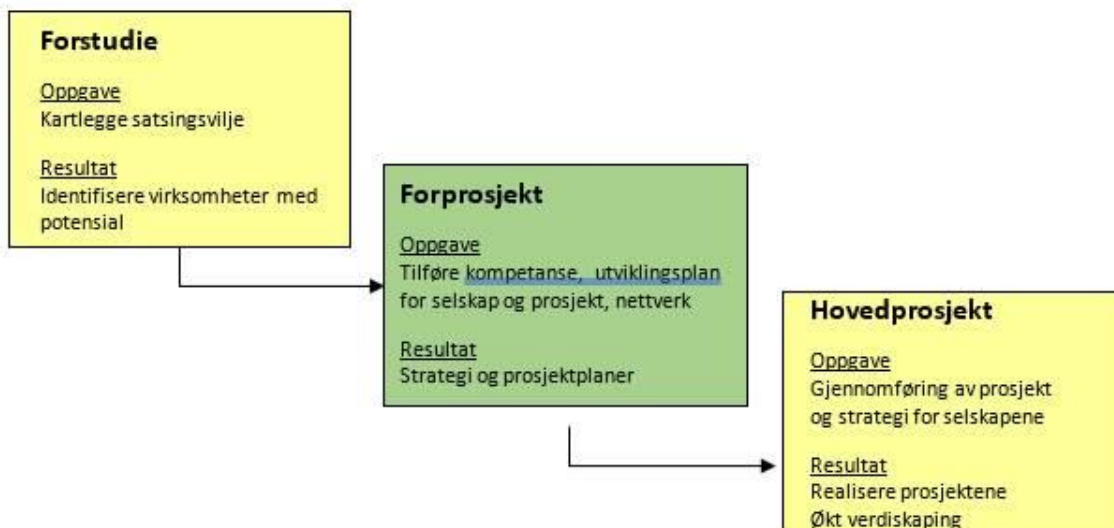 Forstudie
Oppgave
Kartlegge satsingsvilje
Resultat
Identifisere virksomheter med
potensial
Forprosjekt
Oppgave
Tilføre kompetanse, utviklingsplan
for selskap og prosjekt, nettverk
Resultat
Strategi og prosjektplaner
Hovedprosjekt
Oppgave
Gjennomføring av prosjekt
og strategi for selskapene
Resultat
Realisere prosjektene
Økt verdiskaping